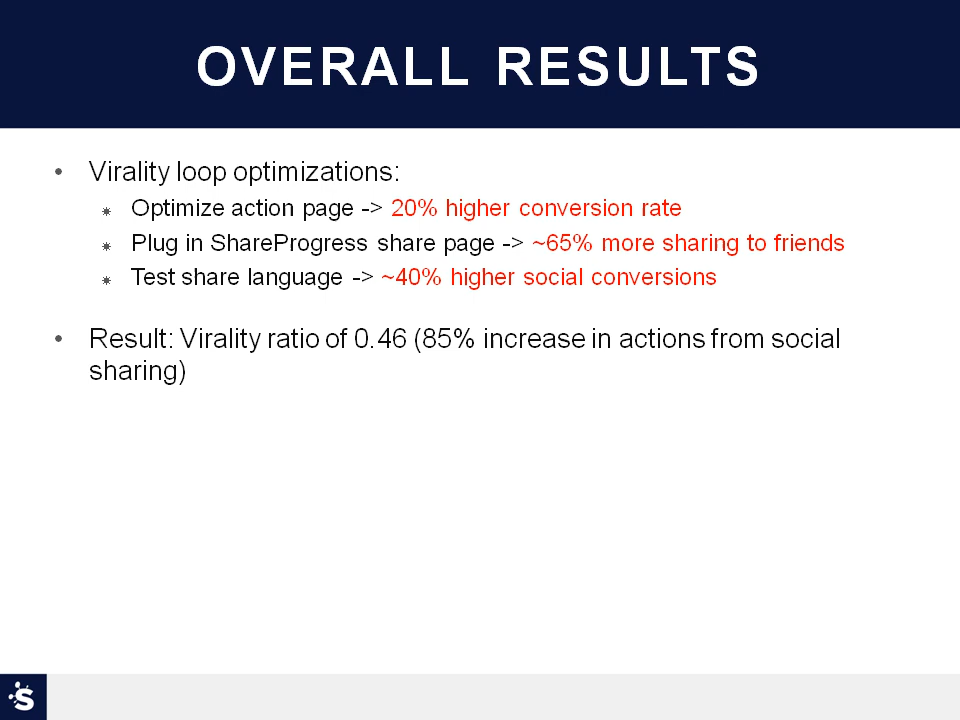 OVERALL RESULTS
• Virality loop optimizations:
⁕ Optimize action page -> 20% higher conversion rate
⁕ Plug in ShareProgress share page -> ~65% more sharing to friends
⁕ Test share language -> ~40% higher social conversions
• Result: Virality ratio of 0.46 (85% increase in actions from social
sharing)
S